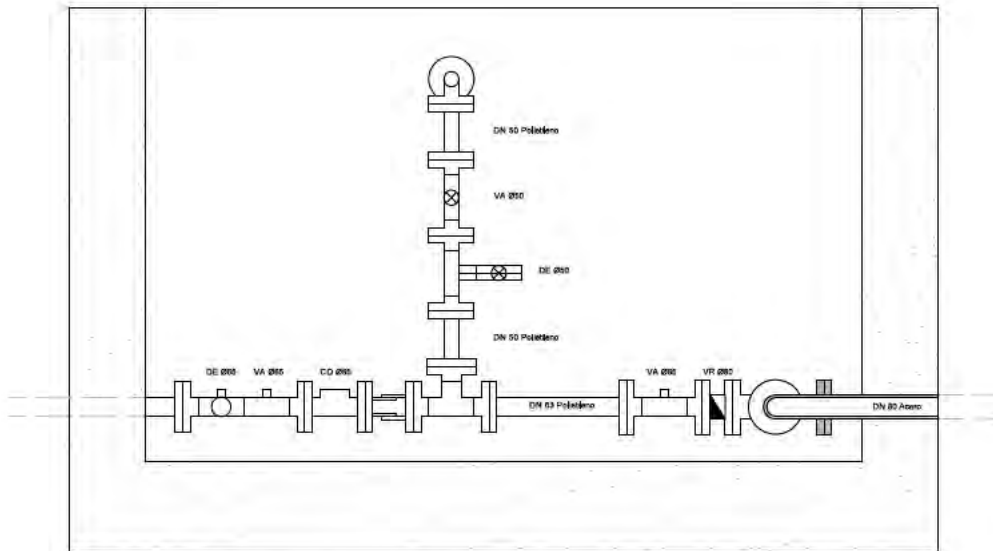 DN 50 Polietileno
VA Ø50
DE Ø50
DN 50 Polietileno
DE Ø65 VA Ø65 CO Ø65 VA Ø65 VR Ø80
DN 63 Polietileno
DN 80 Acero